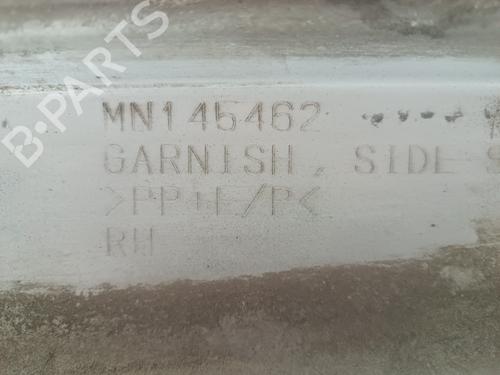 B-PARTS
MN145462
GARNISH, SIDE S
>PP+E/P<
RH